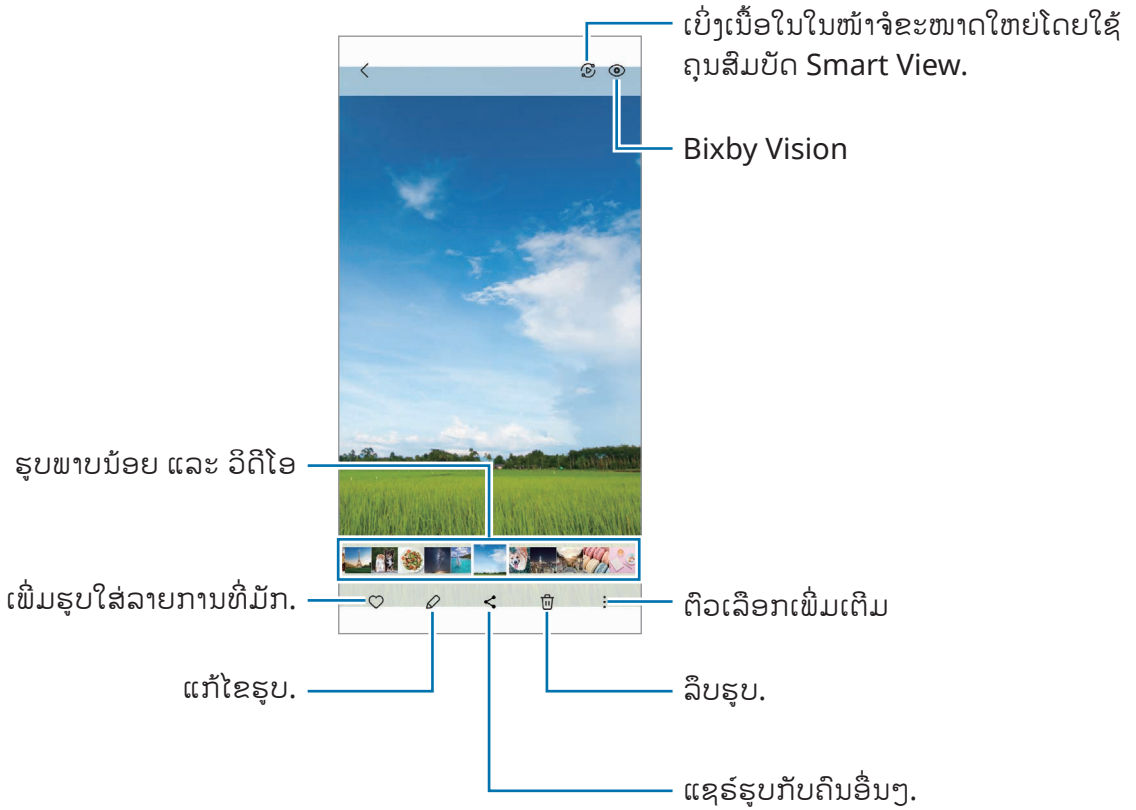 ເບິ່ງເນື້ອໃນໃນໜ້າຈໍຂະໜາດໃຫຍ່ໂດຍໃຊ້
ຄຸນສົມບັດ Smart View.
Bixby Vision
ຮູບພາບນ້ອຍ ແລະ ວິດີໂອ
ເພີ່ມຮູບໃສ່ລາຍການທີ່ມັກ.
ຕົວເລືອກເພີ່ມເຕີມ
ແກ້ໄຂຮູບ.
ລຶບຮູບ.
ແຊຣ໌ຮູບກັບຄົນອື່ນໆ.